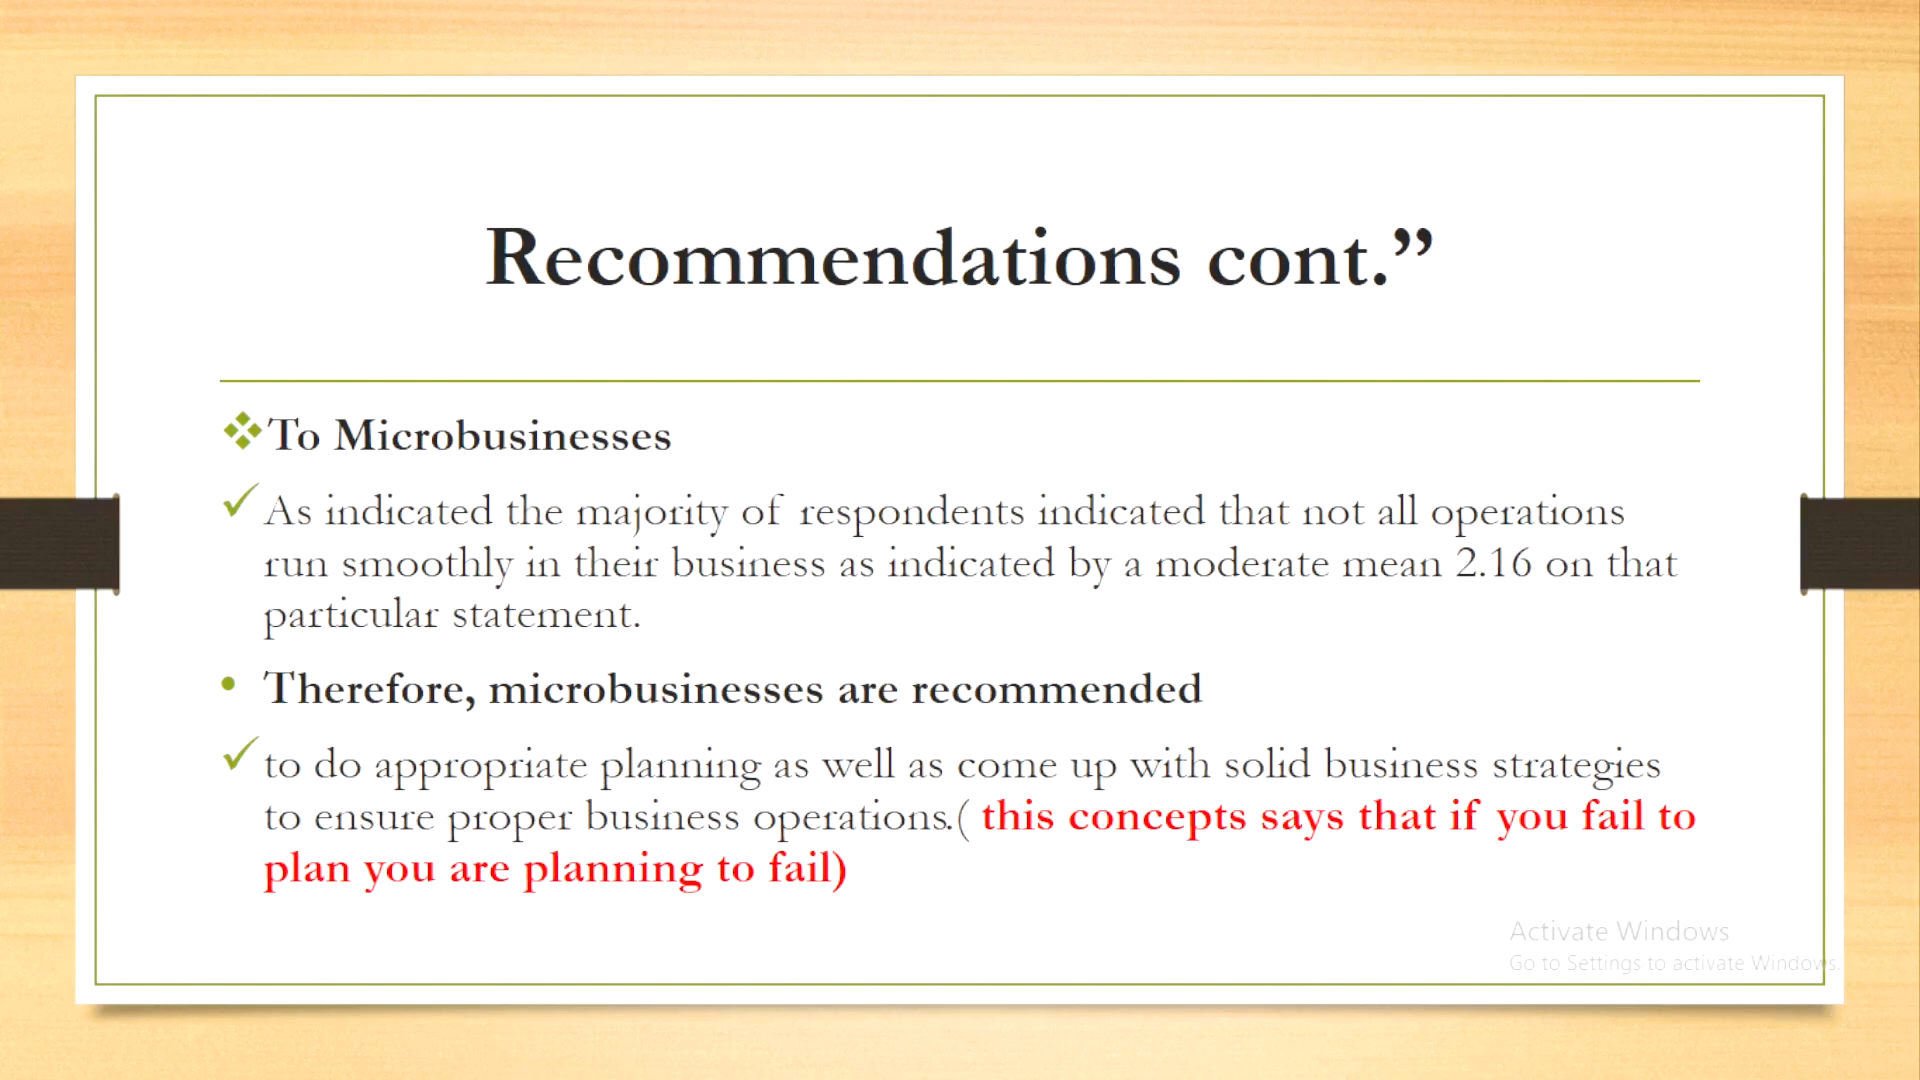 Recommendations cont.”
To Microbusinesses
As indicated the majority of respondents indicated that not all operations
run smoothly in their business as indicated by a moderate mean 2.16 on that
particular statement.
Therefore, microbusinesses are recommended
to do appropriate planning as well as come up with solid business strategies
to ensure proper business operations.( this concepts says that if you fail to
plan you are planning to fail)
Activate Windows
Go to Settings to activate Windows.